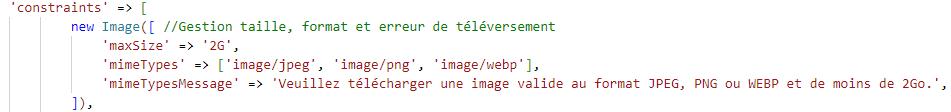 'constraints' => [
new Image([ //Gestion taille, format et erreur de téléversement
'maxSize' => '2G',
'mimeTypes' => ['image/jpeg', 'image/png', 'image/webp'],
'mimeTypesMessage' => 'Veuillez télécharger une image valide au format JPEG, PNG ou WEBP et de moins de 2Go.',
]),